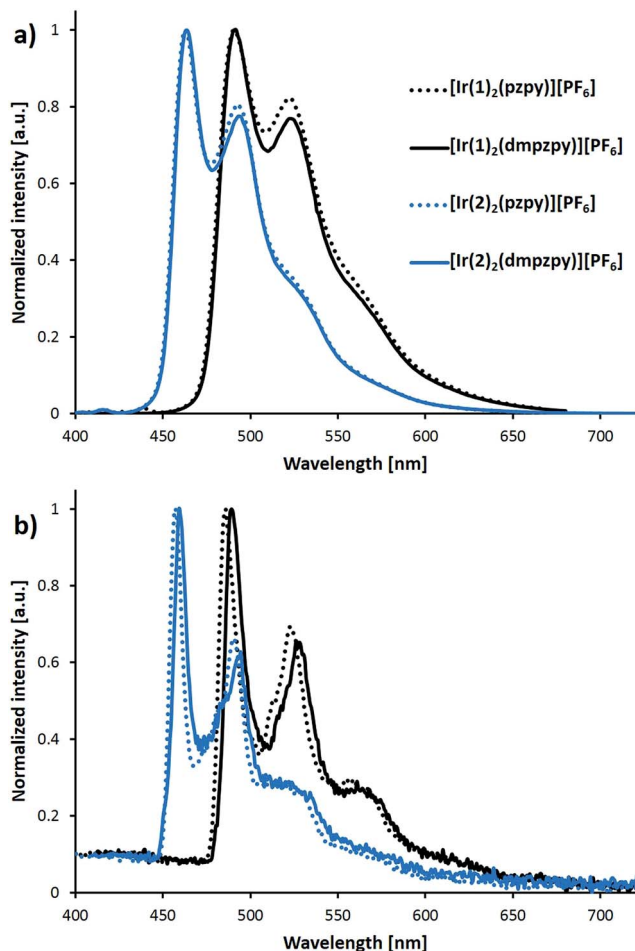 a)
1
0.8
0.6
0.4
0.2
0
400 450 500 550 600 650 700
Normalized intensity [a.u.]
Wavelength [nm]
[Ir(1)₂(pzpy)][PF₆]
[Ir(1)₂(dmpzpy)][PF₆]
[Ir(2)₂(pzpy)][PF₆]
[Ir(2)₂(dmpzpy)][PF₆]
b)
1
0.8
0.6
0.4
0.2
0
400 450 500 550 600 650 700
Normalized intensity [a.u.]
Wavelength [nm]